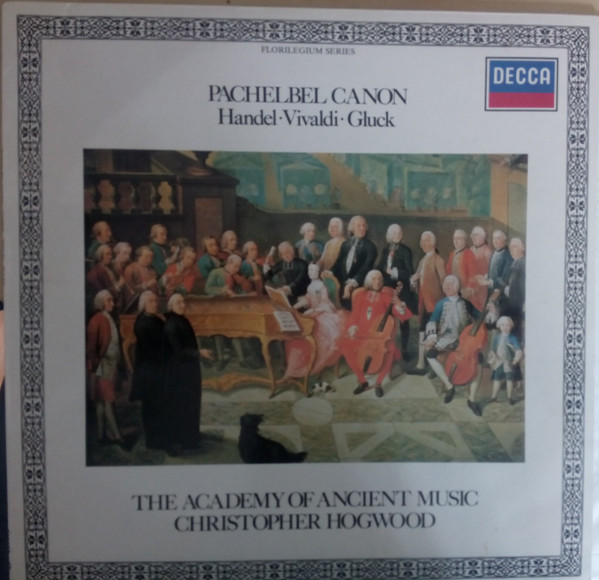 FLORILEGIUM SERIES
DECCA
PACHELBEL CANON
Handel·Vivaldi·Gluck
THE ACADEMY OF ANCIENT MUSIC
CHRISTOPHER HOGWOOD